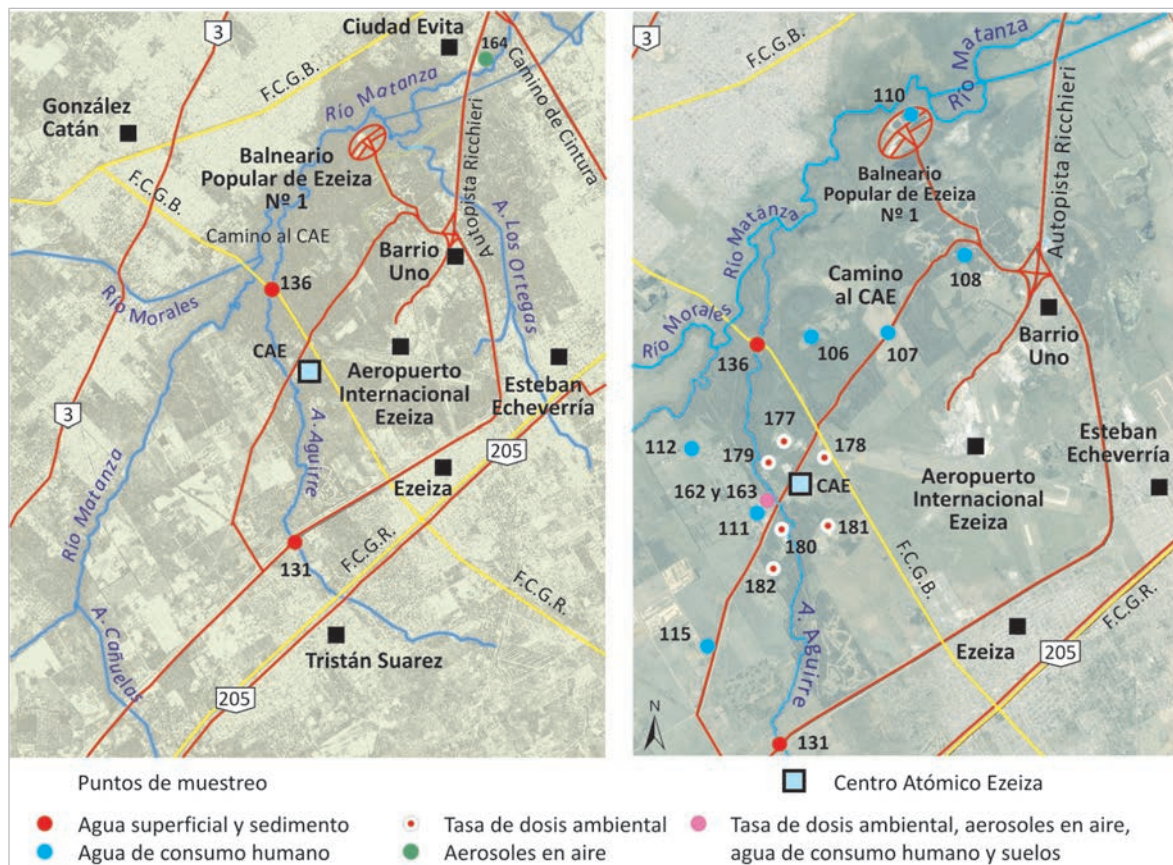 3
Ciudad Evita
164
F.C.G.B.
Río Matanza
Camino de Cintura
González
Catán
Autopista Ricchieri
Balneario
Popular de Ezeiza
Nº 1
F.C.G.B.
Camino al CAE
A. Los Ortegas
Barrio
Uno
136
Río Morales
CAE
Aeropuerto
Internacional
Ezeiza
Esteban
Echeverría
3
205
A. Aguirre
Río Matanza
Ezeiza
131
F.C.G.R.
F.C.G.R.
A. Cañuelas
Tristán Suarez
205
3
F.C.G.B.
Río Matanza
110
Balneario
Popular de Ezeiza
Nº 1
Autopista Ricchieri
Río Matanza
Camino
al CAE
108
Río Morales
136
106
107
Barrio
Uno
177
112
179
178
Esteban
Echeverría
CAE
162 y 163
Aeropuerto
Internacional
Ezeiza
111
180
181
182
F.C.G.B.
A. Aguirre
F.C.G.R.
115
Ezeiza
205
N
131
Puntos de muestreo
Centro Atómico Ezeiza
Agua superficial y sedimento
Tasa de dosis ambiental
Tasa de dosis ambiental, aerosoles en aire,
agua de consumo humano y suelos
Agua de consumo humano
Aerosoles en aire